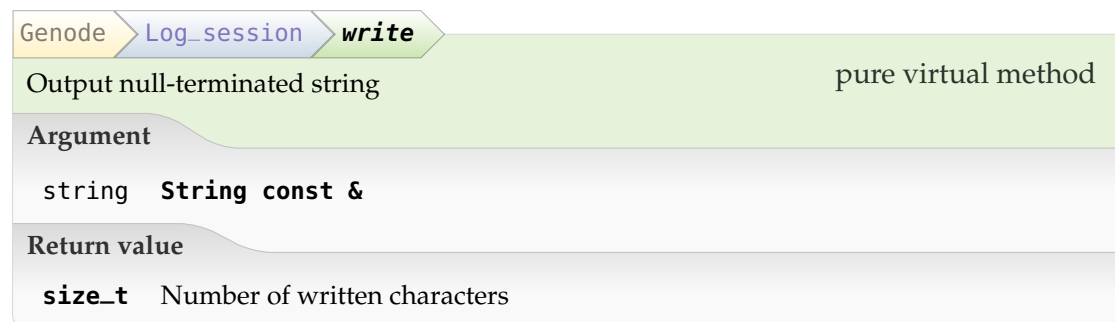 Genode Log_session write
Output null-terminated string pure virtual method
Argument
string String const &
Return value
size_t Number of written characters